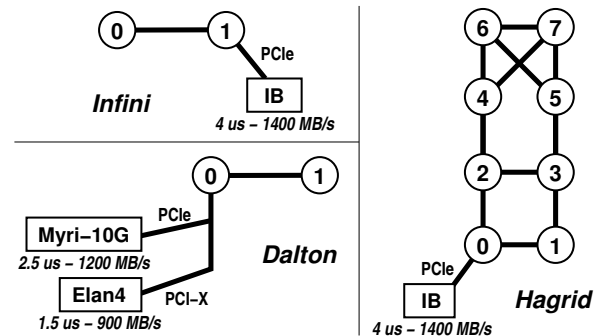 0
1
PCIe
IB
Infini
4 us – 1400 MB/s
0
1
PCIe
Myri–10G
2.5 us – 1200 MB/s
Dalton
Elan4
PCI–X
1.5 us – 900 MB/s
6
7
4
5
2
3
0
1
PCIe
IB
Hagrid
4 us – 1400 MB/s